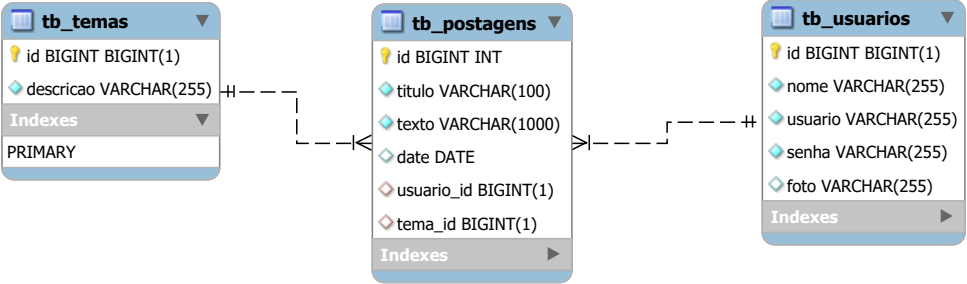 tb_temas
id BIGINT BIGINT(1)
descricao VARCHAR(255)
Indexes
PRIMARY
tb_postagens
id BIGINT INT
titulo VARCHAR(100)
texto VARCHAR(1000)
date DATE
usuario_id BIGINT(1)
tema_id BIGINT(1)
Indexes
tb_usuarios
id BIGINT BIGINT(1)
nome VARCHAR(255)
usuario VARCHAR(255)
senha VARCHAR(255)
foto VARCHAR(255)
Indexes